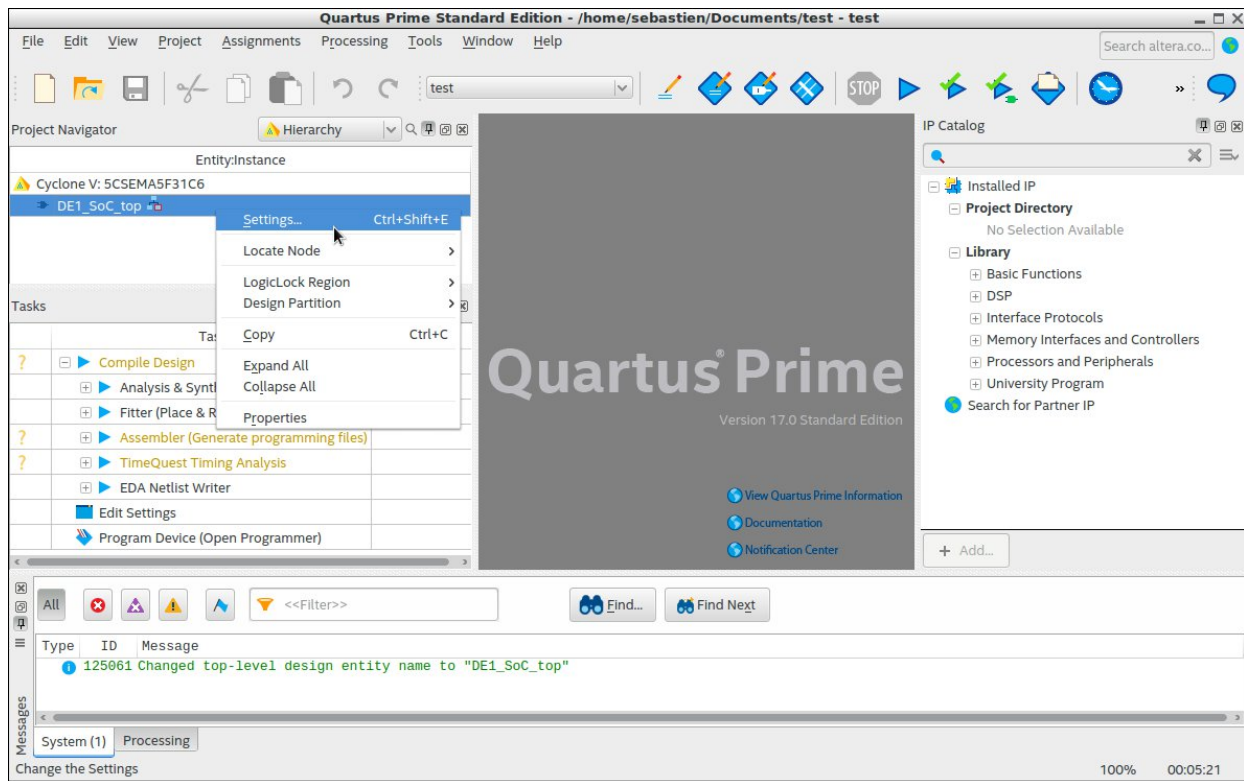 Quartus Prime Standard Edition - /home/sebastien/Documents/test - test
File Edit View Project Assignments Processing Tools Window Help
Search altera.co...
test
STOP
»
Project Navigator
Hierarchy
Entity:Instance
Cyclone V: 5CSEMA5F31C6
DE1_SoC_top
Settings... Ctrl+Shift+E
Locate Node
LogicLock Region
Design Partition
Copy Ctrl+C
Expand All
Collapse All
Properties
Tasks
Ta
? Compile Design
Analysis & Synt
Fitter (Place & R
? Assembler (Generate programming files)
? TimeQuest Timing Analysis
EDA Netlist Writer
Edit Settings
Program Device (Open Programmer)
Quartus® Prime
Version 17.0 Standard Edition
View Quartus Prime Information
Documentation
Notification Center
IP Catalog
Installed IP
Project Directory
No Selection Available
Library
Basic Functions
DSP
Interface Protocols
Memory Interfaces and Controllers
Processors and Peripherals
University Program
Search for Partner IP
+ Add...
All
<<Filter>>
Find...
Find Next
Type ID Message
125061 Changed top-level design entity name to "DE1_SoC_top"
Messages
System (1) Processing
Change the Settings
100% 00:05:21